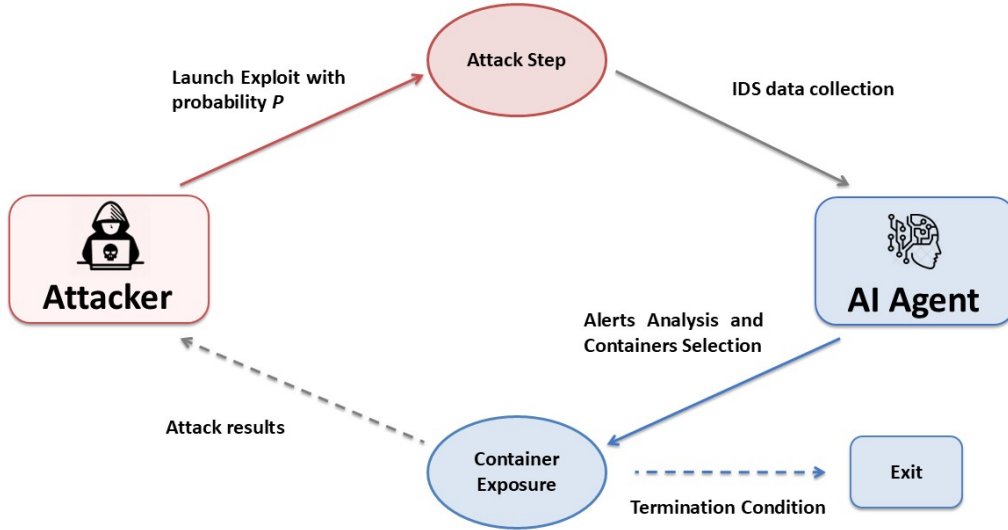 Attack Step
Launch Exploit with
probability P
IDS data collection
Attacker
AI Agent
Alerts Analysis and
Containers Selection
Attack results
Container
Exposure
Exit
Termination Condition